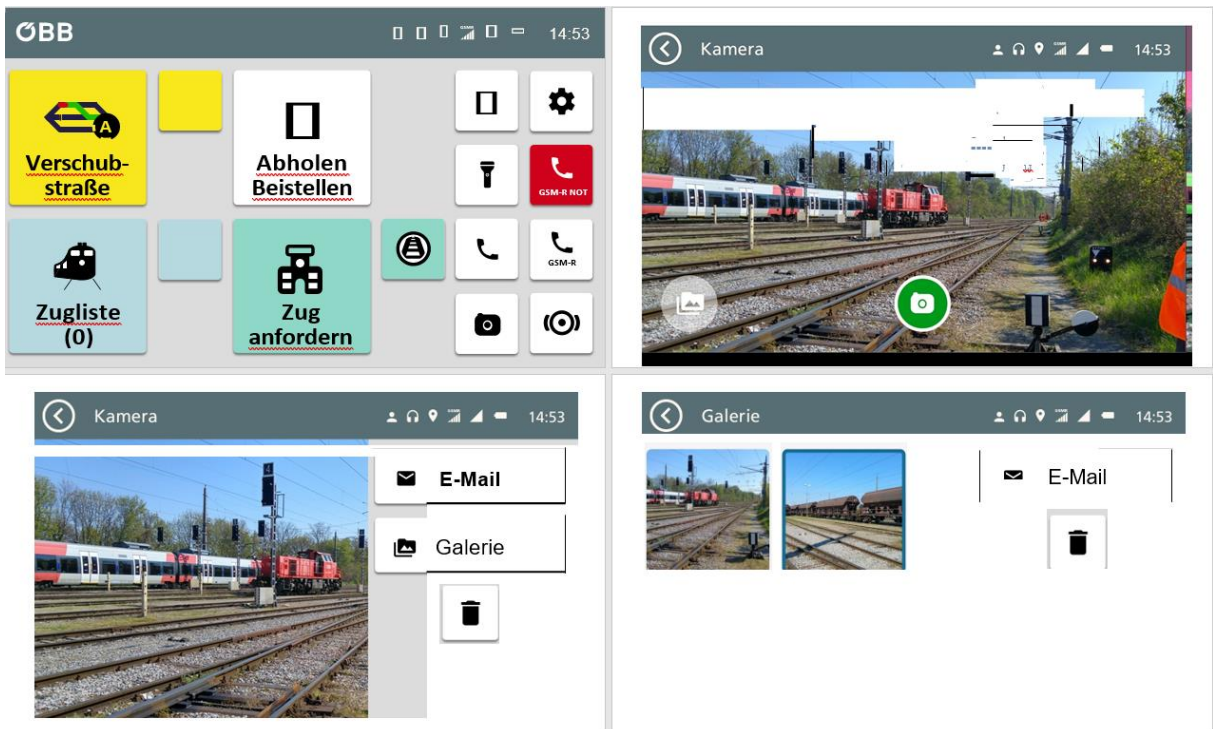 ÖBB
14:53
Verschub-
straße
Abholen
Beistellen
GSM-R NOT
Zugliste
(0)
Zug
anfordern
GSM-R
A
Kamera
14:53
Kamera
14:53
4
E-Mail
Galerie
Galerie
14:53
E-Mail